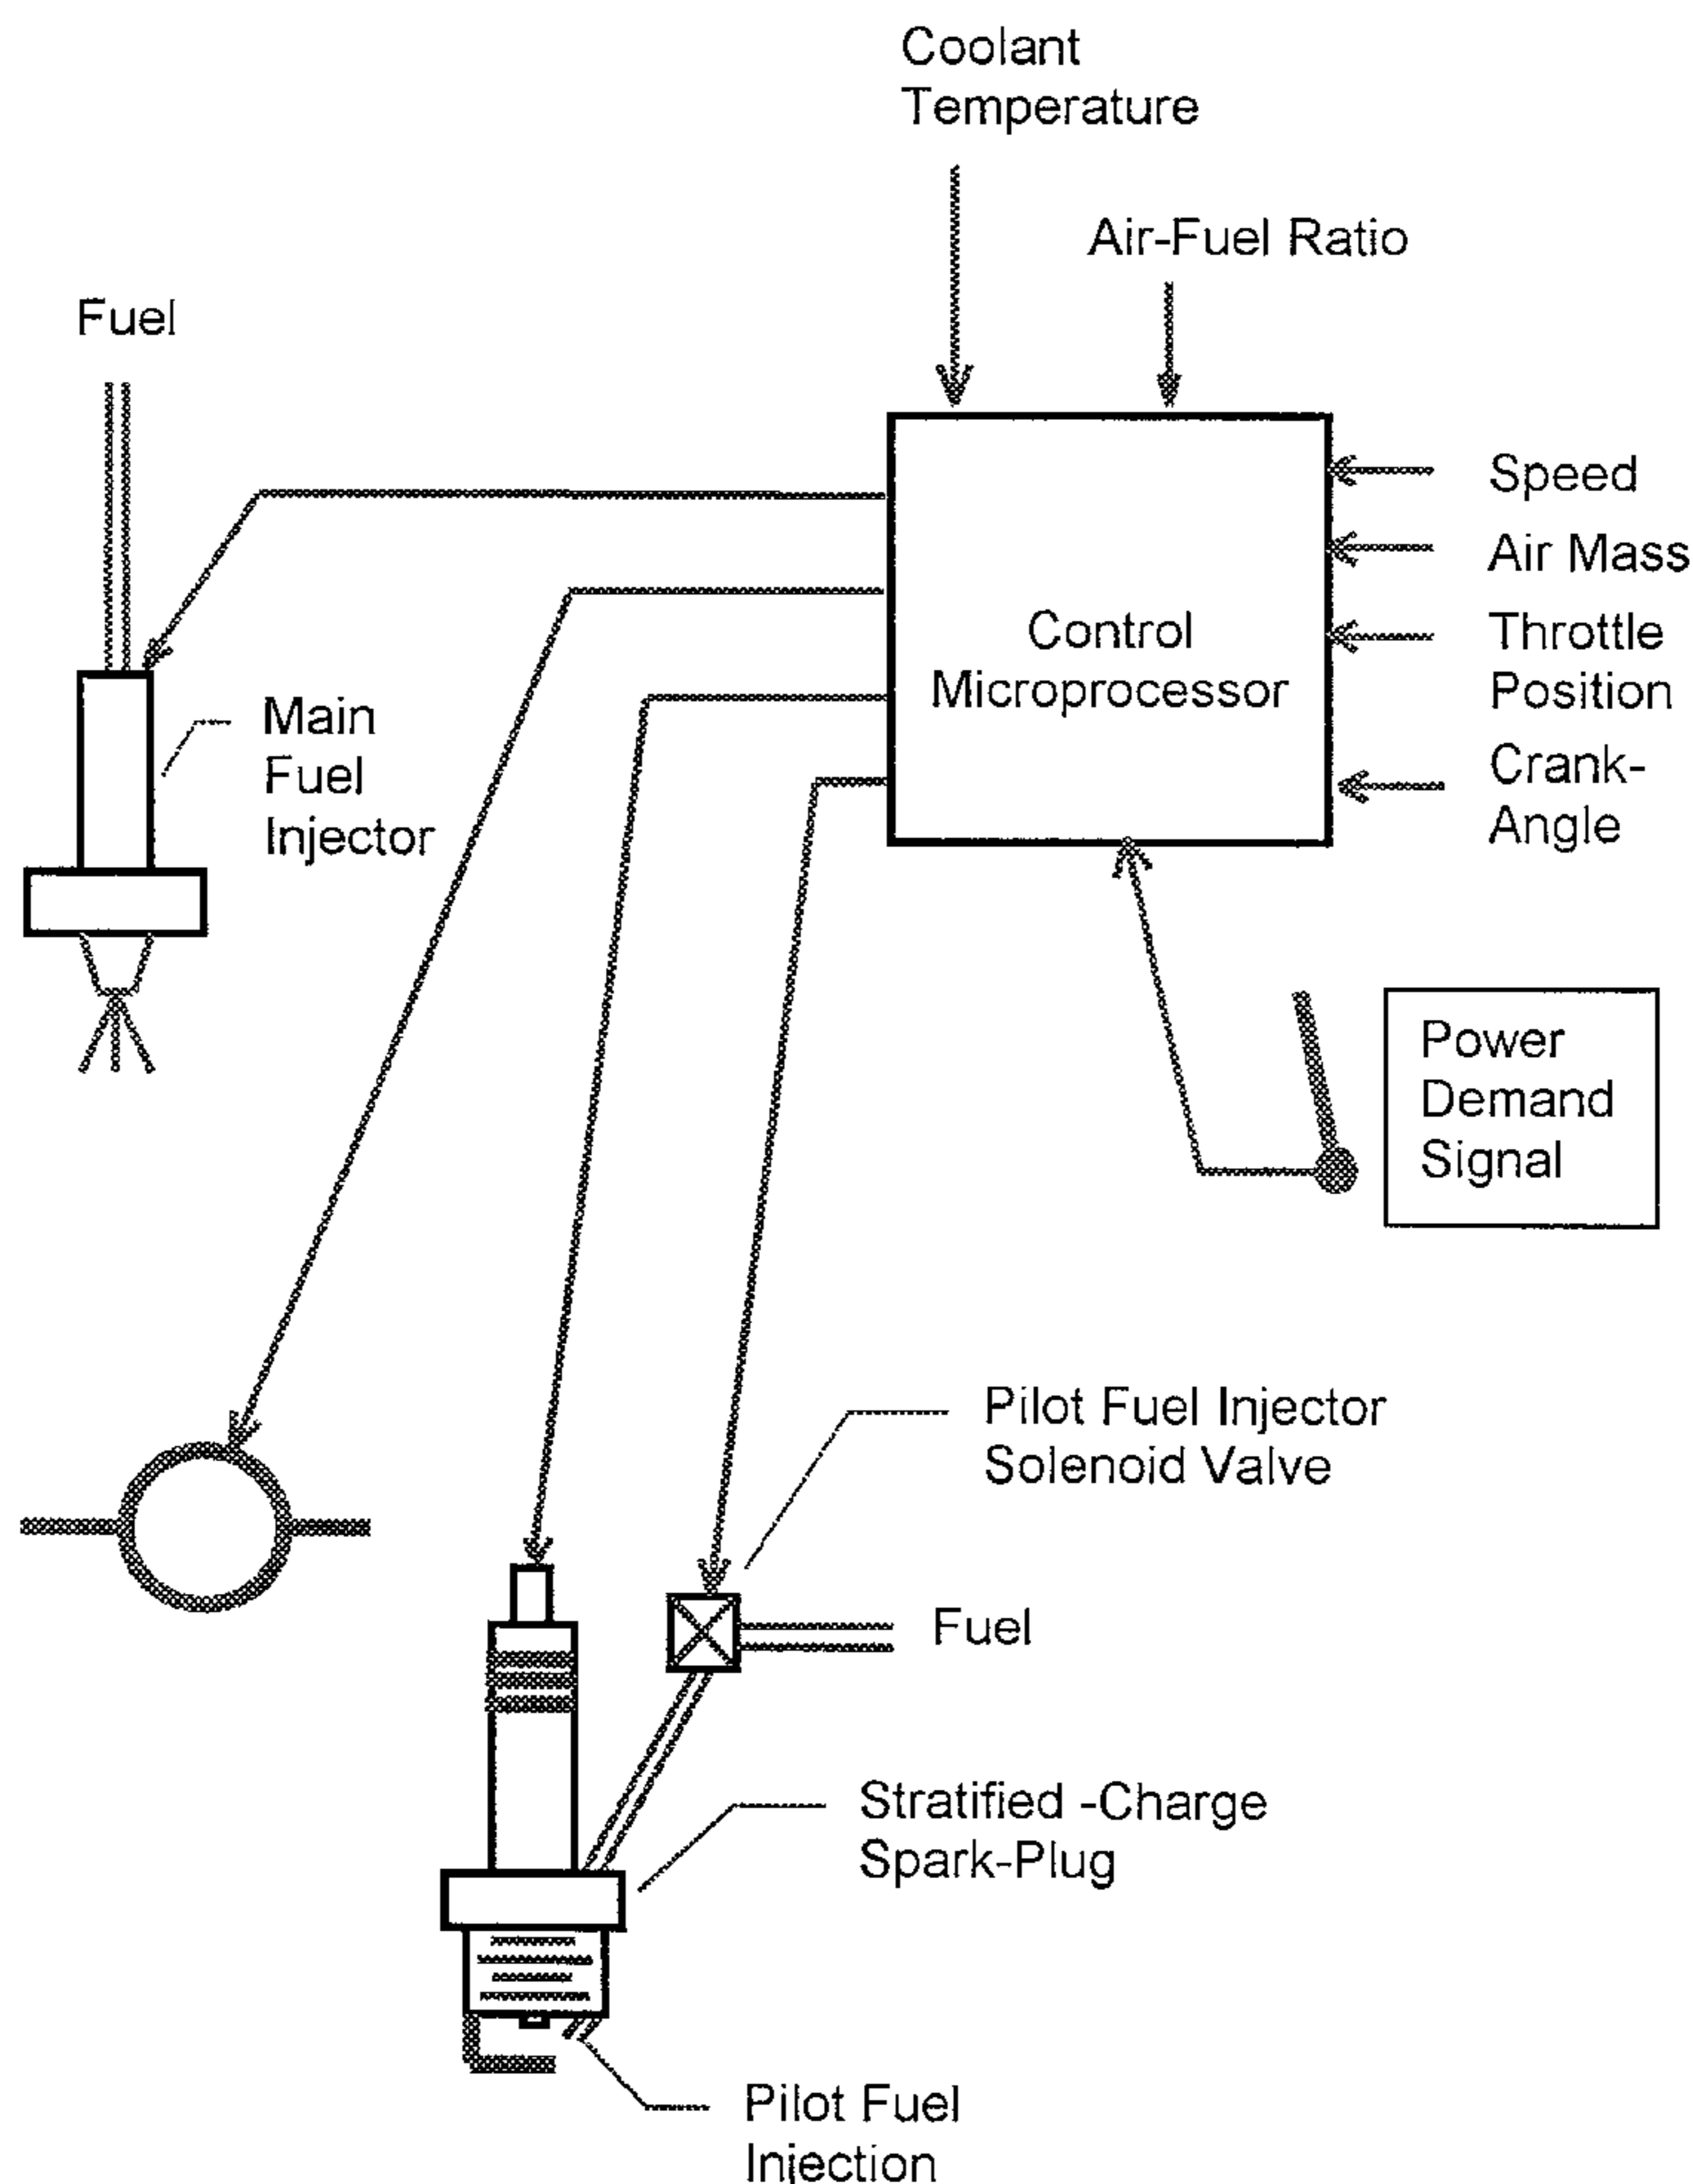 Coolant
Temperature
Air-Fuel Ratio
Fuel
Speed
Air Mass
Throttle
Position
Crank-
Angle
Control
Microprocessor
Main
Fuel
Injector
Power
Demand
Signal
Pilot Fuel Injector
Solenoid Valve
Fuel
Stratified -Charge
Spark-Plug
Pilot Fuel
Injection